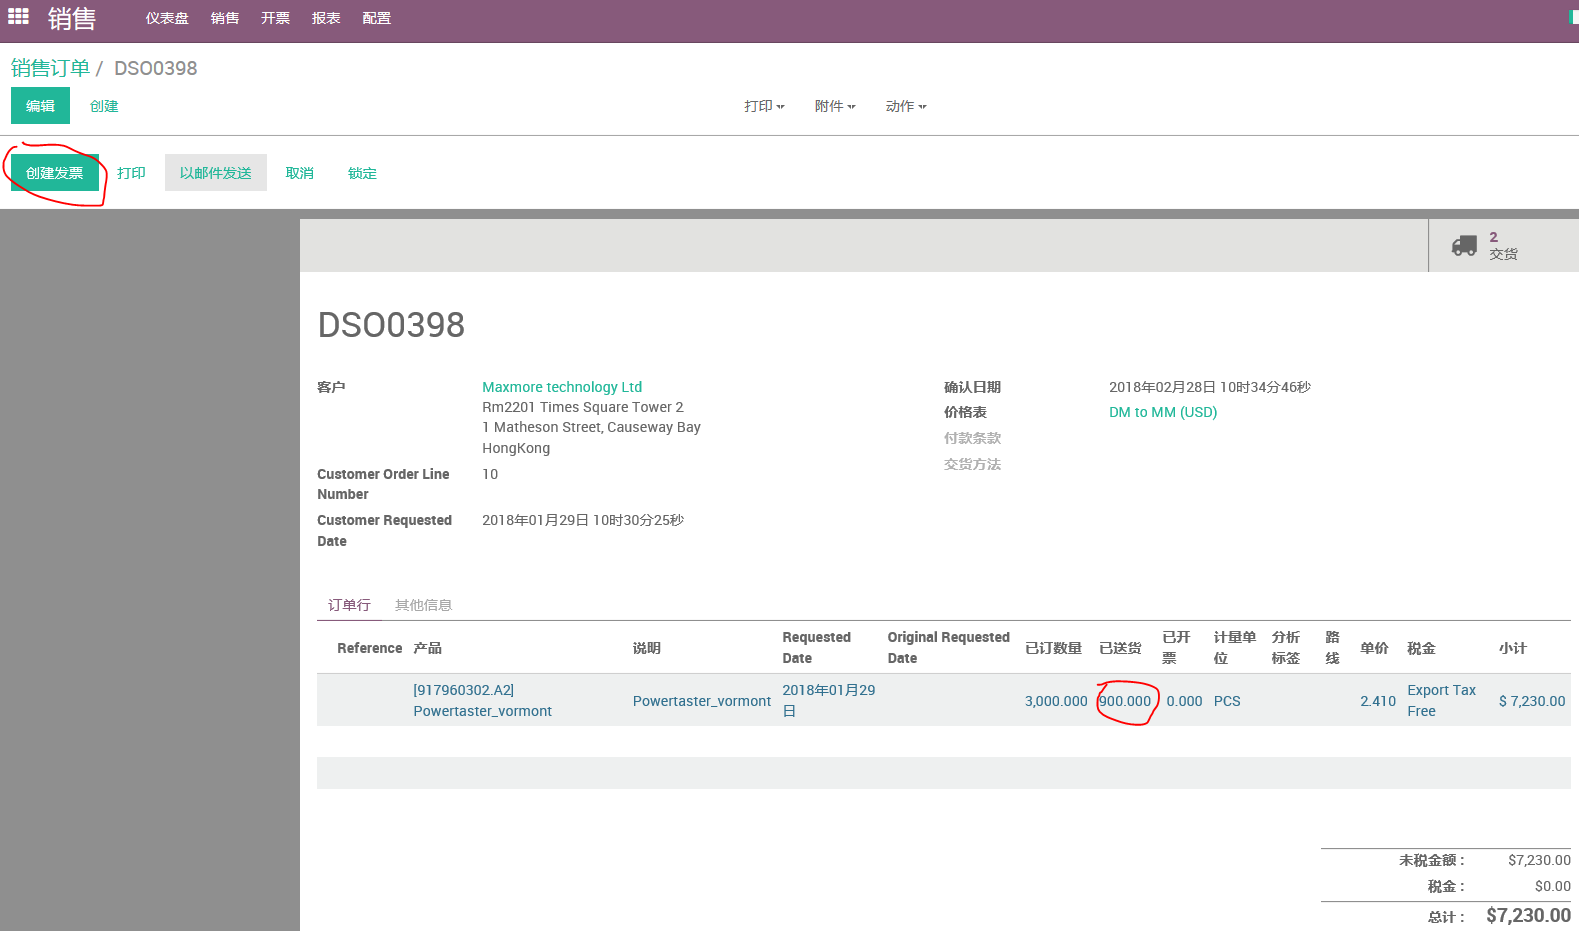 销售 仪表盘 销售 开票 报表 配置
销售订单 / DSO0398
编辑 创建 打印 附件 动作
创建发票 打印 以邮件发送 取消 锁定
2
交货
DSO0398
客户 Maxmore technology Ltd 确认日期 2018年02月28日 10时34分46秒
Rm2201 Times Square Tower 2 价格表 DM to MM (USD)
1 Matheson Street, Causeway Bay 付款条款
HongKong 交货方法
Customer Order Line 10
Number
Customer Requested 2018年01月29日 10时30分25秒
Date
订单行 其他信息
Requested Original Requested 已开 计量单 分析 路
Reference 产品 说明 已订数量 已送货 单价 税金 小计
Date Date 票 位 标签 线
[917960302.A2] 2018年01月29 Export Tax
Powertaster_vormont 3,000.000 900.000 0.000 PCS 2.410 $ 7,230.00
Powertaster_vormont 日 Free
未税金额 : $7,230.00
税金 : $0.00
总计 : $7,230.00